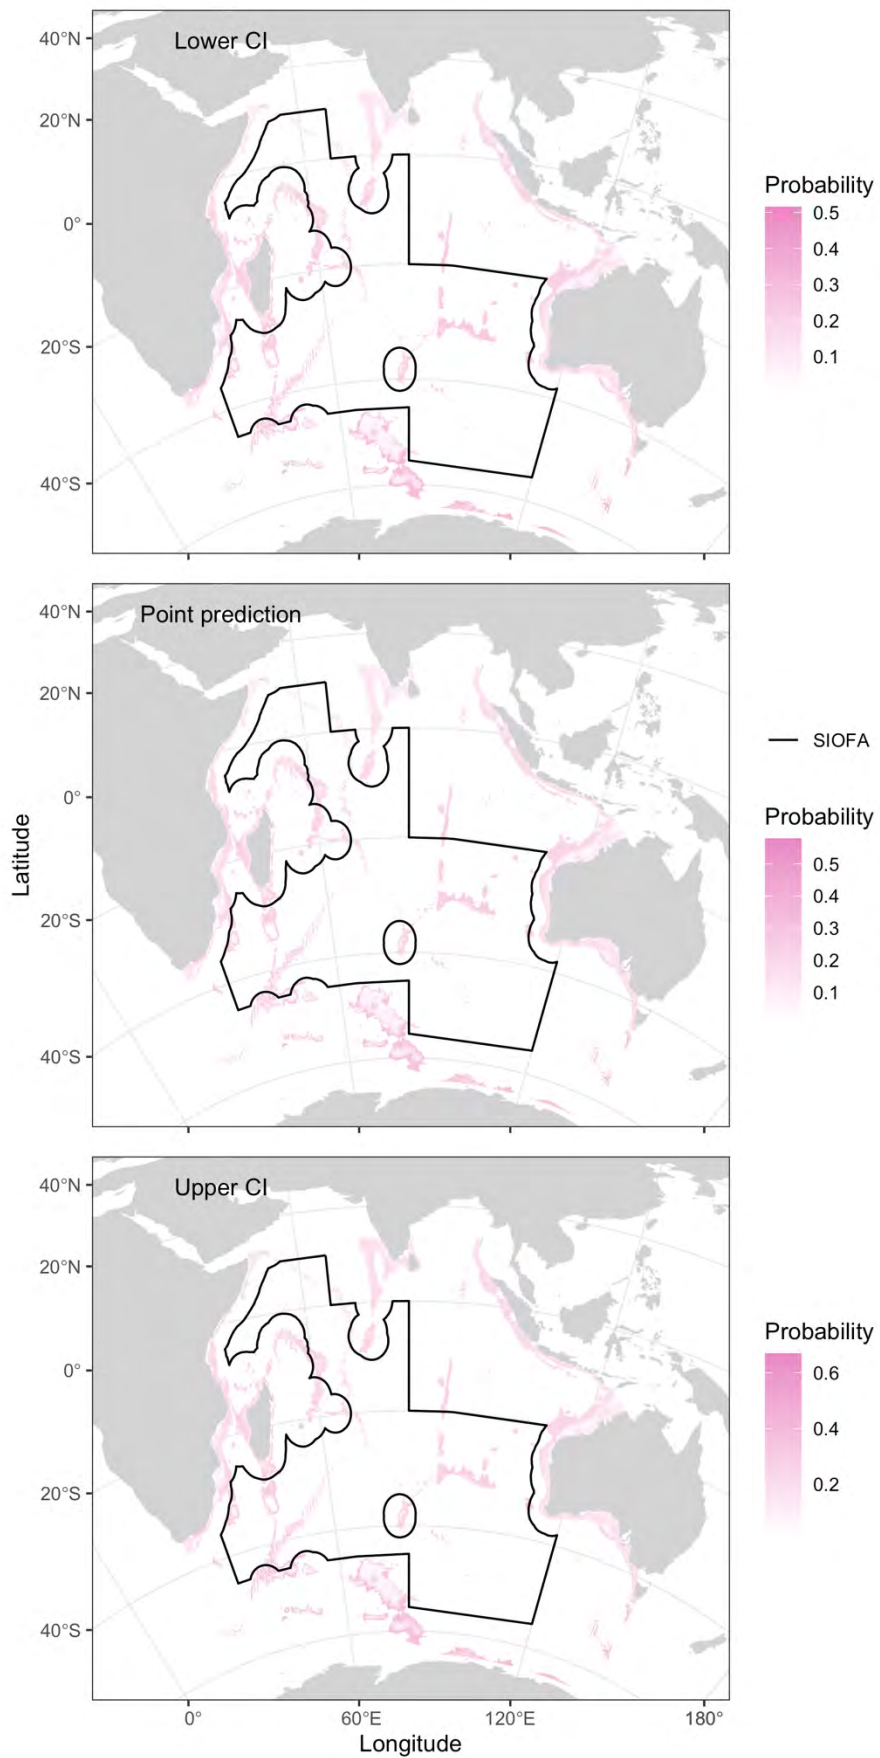 Lower CI
40°N
20°N
0°
20°S
40°S
Probability
0.5
0.4
0.3
0.2
0.1
Point prediction
40°N
20°N
0°
20°S
40°S
Latitude
SIOFA
Probability
0.5
0.4
0.3
0.2
0.1
Upper CI
40°N
20°N
0°
20°S
40°S
Probability
0.6
0.4
0.2
0°
60°E
120°E
180°
Longitude